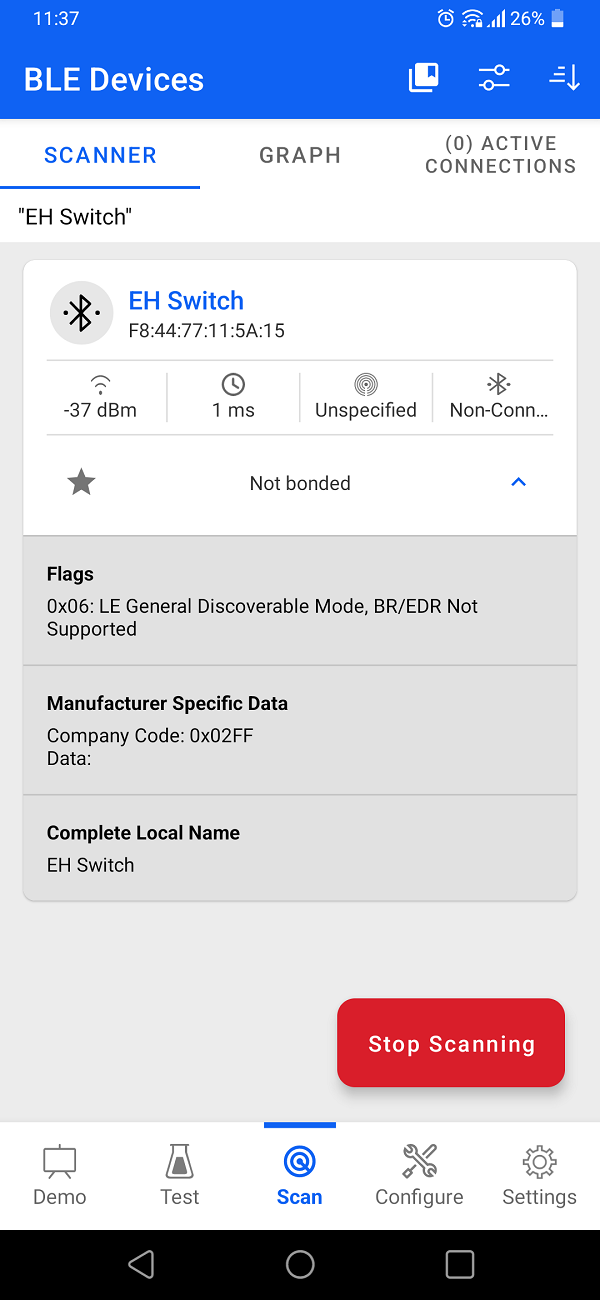 11:37
26%
BLE Devices
SCANNER
GRAPH
(0) ACTIVE
CONNECTIONS
"EH Switch"
EH Switch
F8:44:77:11:5A:15
-37 dBm
1 ms
Unspecified
Non-Conn...
Not bonded
Flags
0x06: LE General Discoverable Mode, BR/EDR Not
Supported
Manufacturer Specific Data
Company Code: 0x02FF
Data:
Complete Local Name
EH Switch
Stop Scanning
Demo
Test
Scan
Configure
Settings